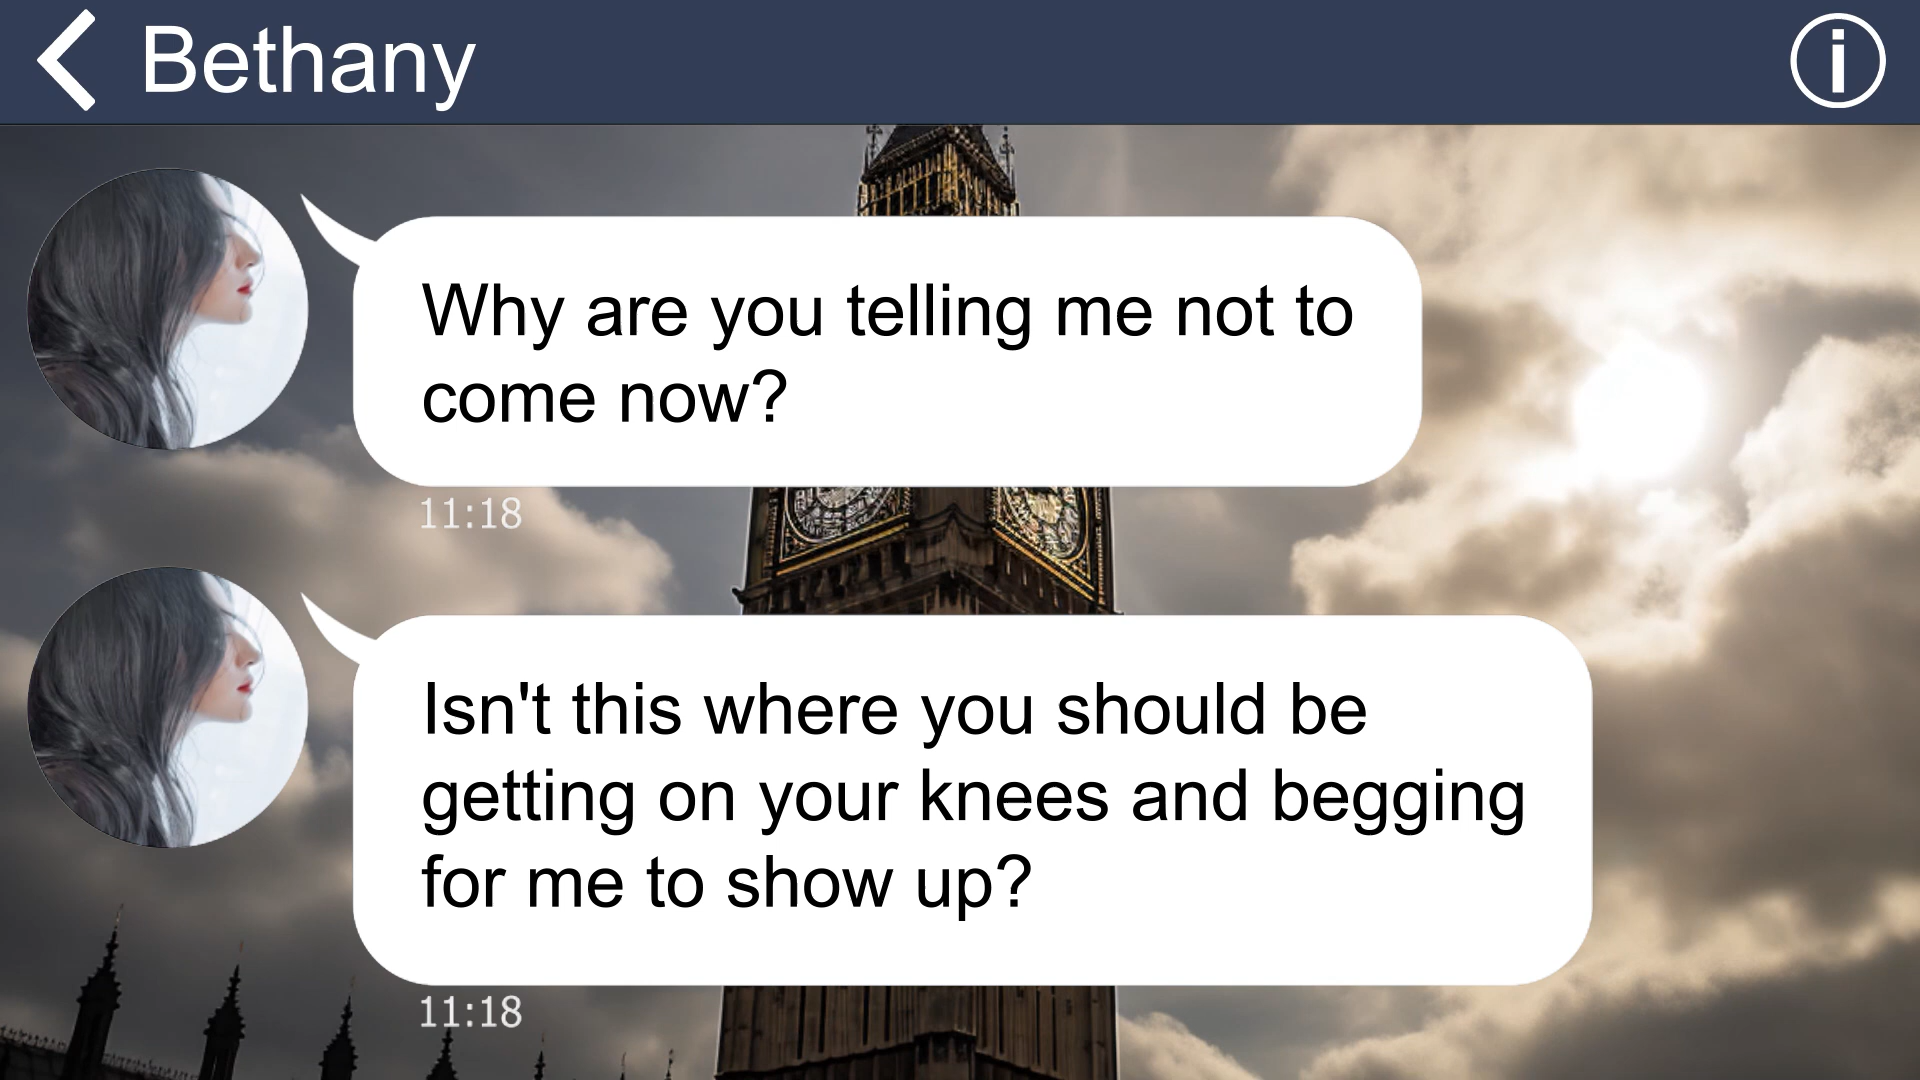 Bethany
Why are you telling me not to
come now?
11:18
Isn't this where you should be
getting on your knees and begging
for me to show up?
11:18